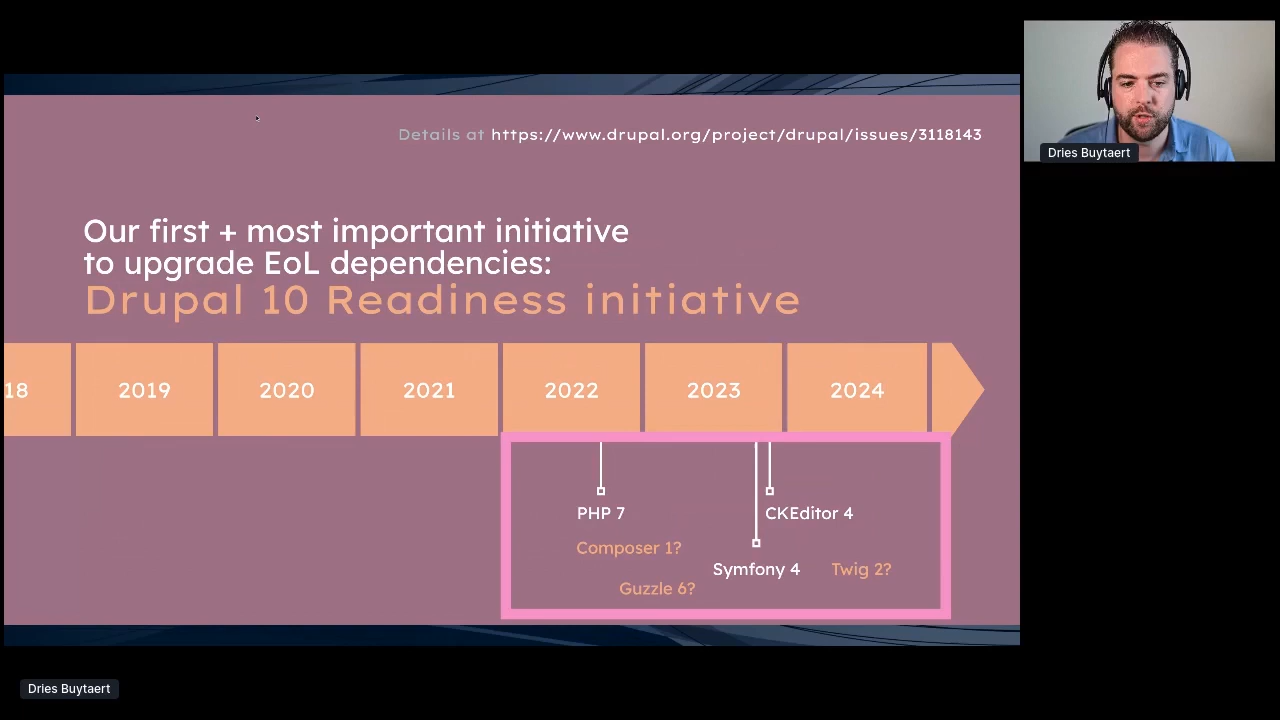 Details at https://www.drupal.org/project/drupal/issues/3118143
Dries Buytaert
Our first + most important initiative
to upgrade EoL dependencies:
Drupal 10 Readiness initiative
18 2019 2020 2021 2022 2023 2024
PHP 7 CKEditor 4
Composer 1?
Symfony 4 Twig 2?
Guzzle 6?
Dries Buytaert